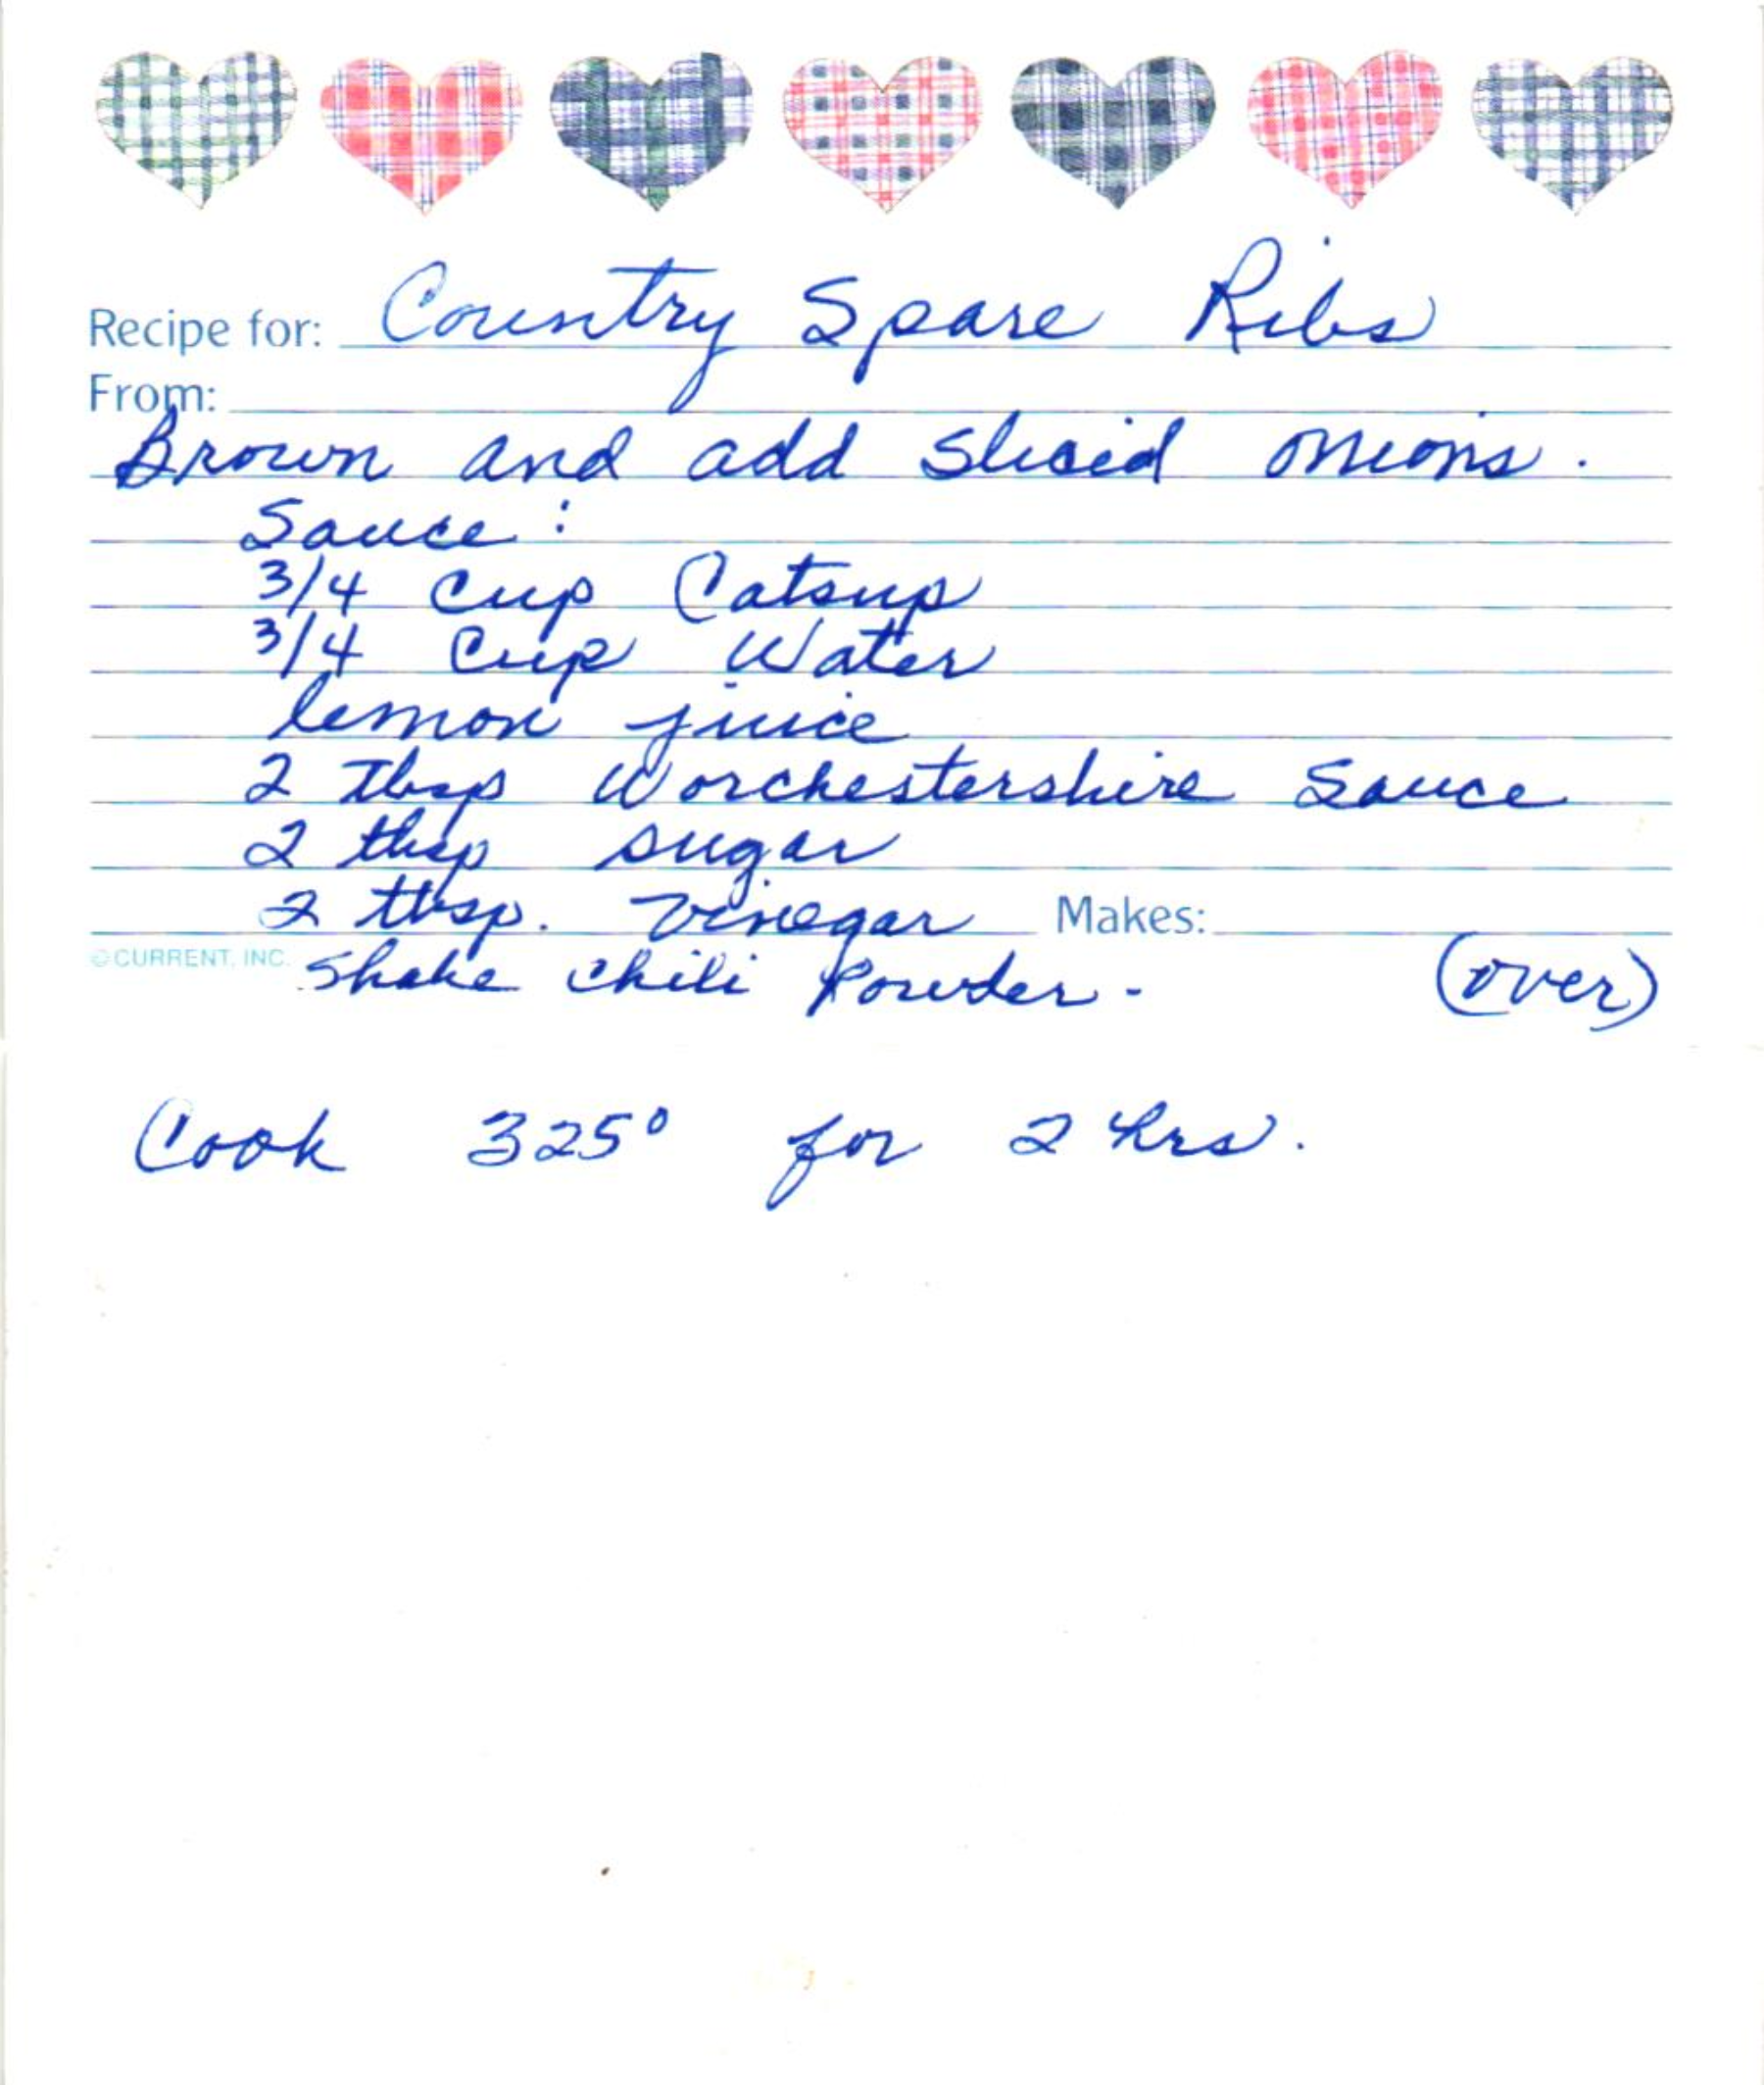 Recipe for: Country Spare Ribs
From:
Brown and add sliced onions.
Sauce:
3/4 cup Catsup
3/4 Cup Water
lemon juice
2 Tbsp Worchestershire Sauce
2 tbsp sugar
2 tbsp. vinegar Makes:
©CURRENT, INC. Shake chili Powder - (over)
Cook 325° for 2 hrs.